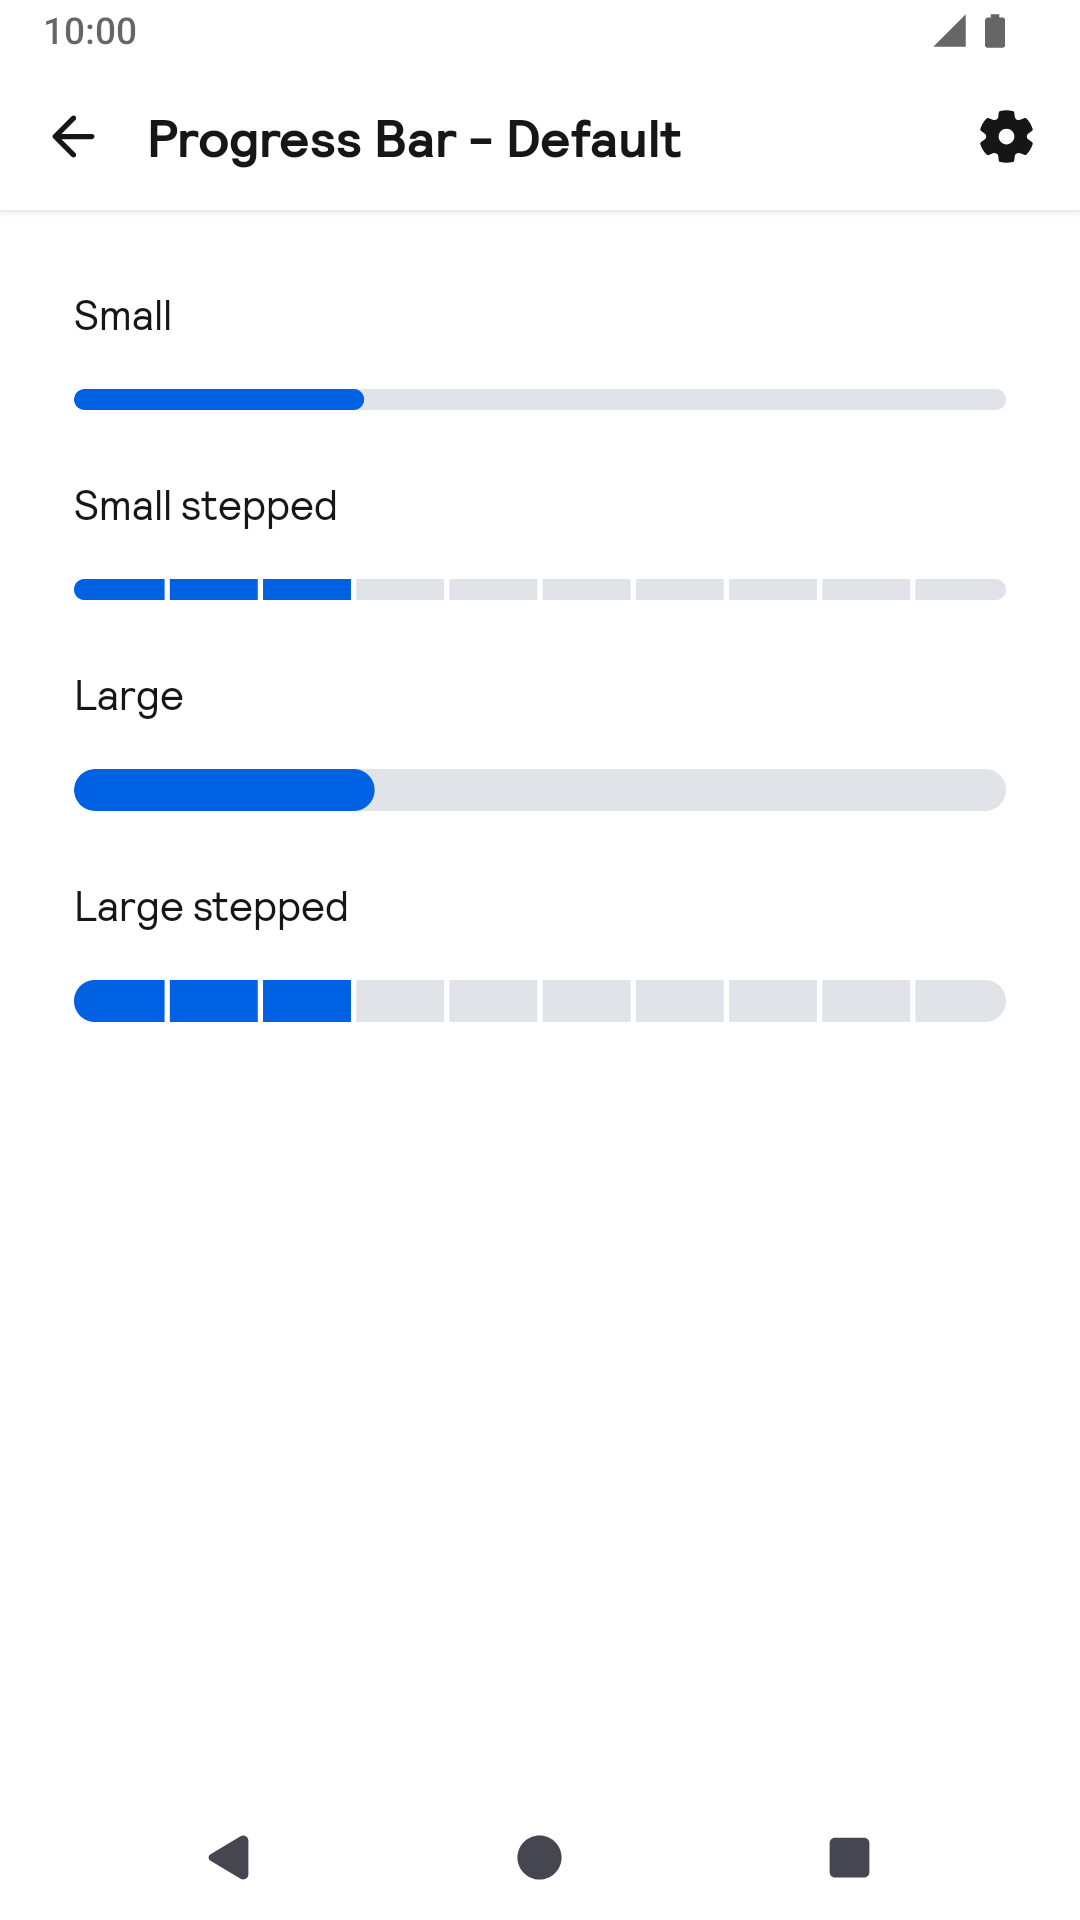 10:00
Progress Bar - Default
Small
Small stepped
Large
Large stepped